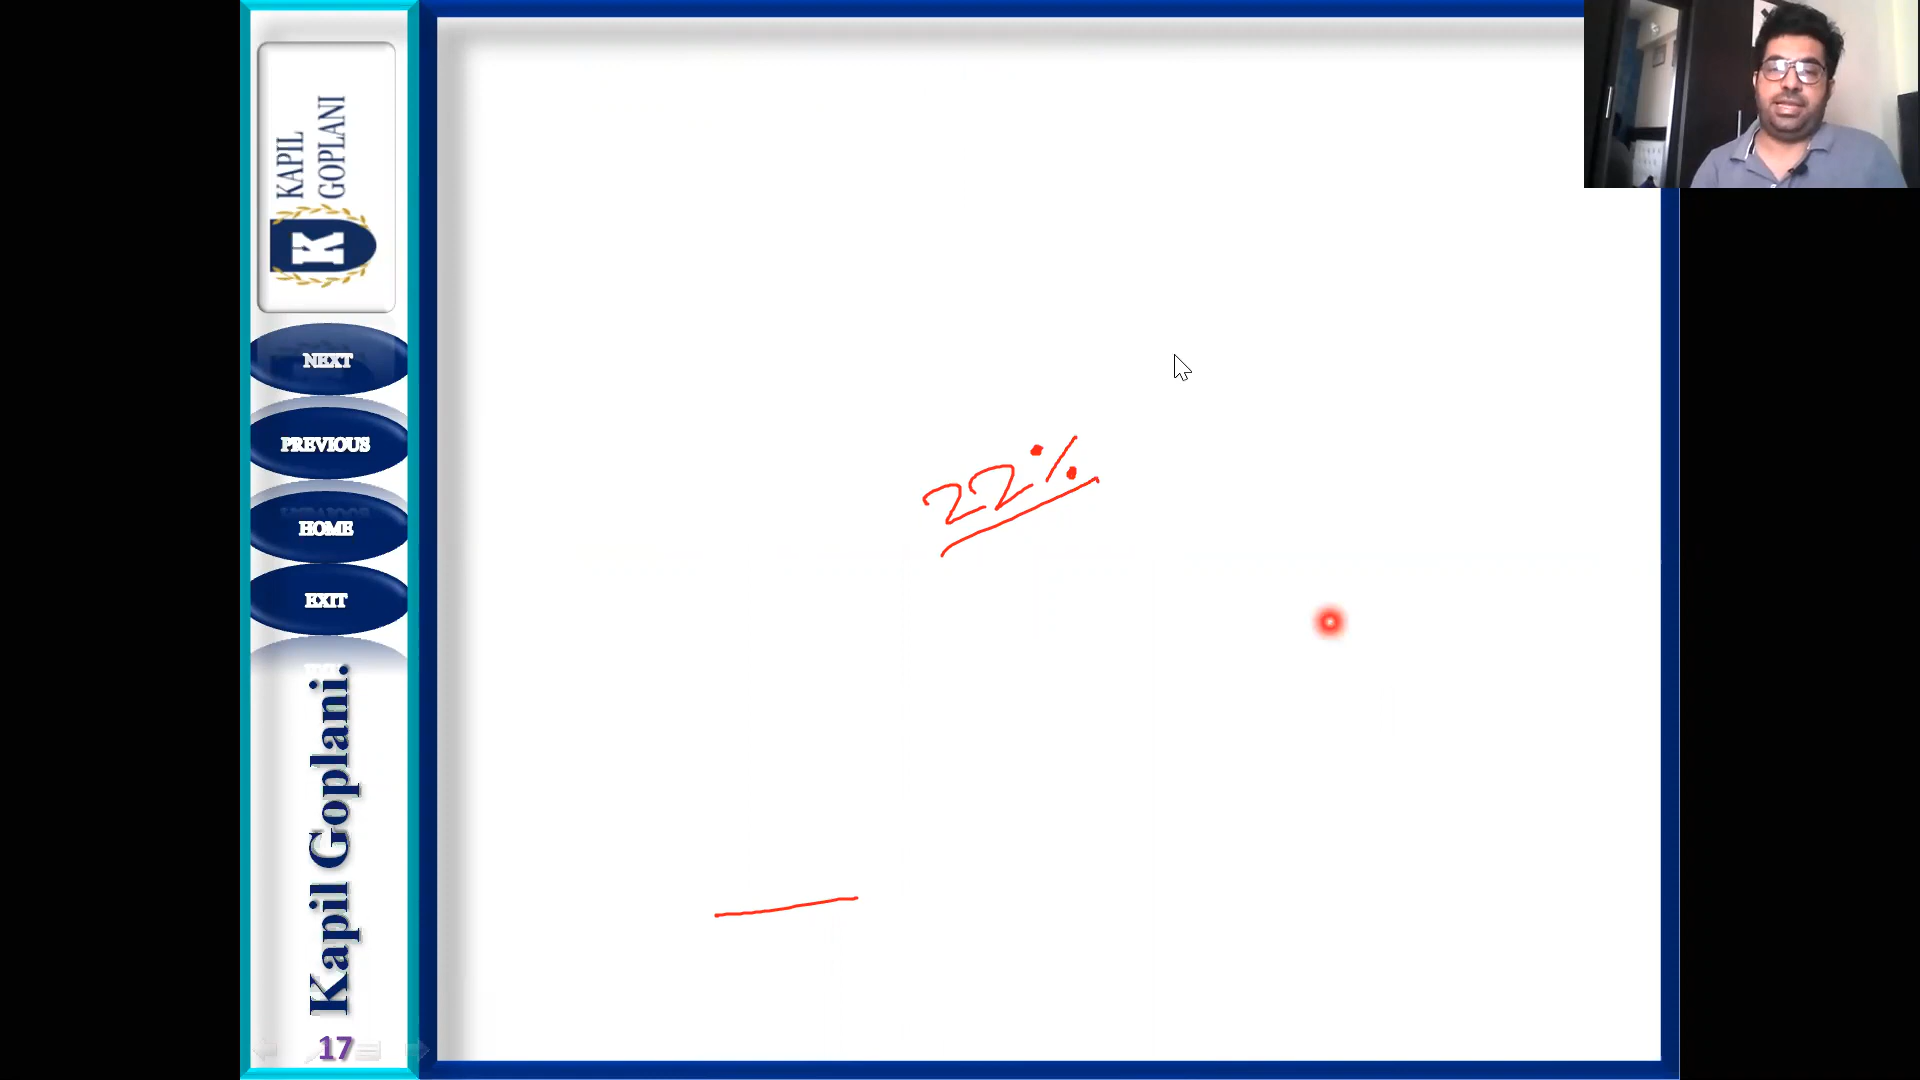 KAPIL
GOPLANI
K
NEXT
PREVIOUS
HOME
EXIT
Kapil Goplani.
17
22%